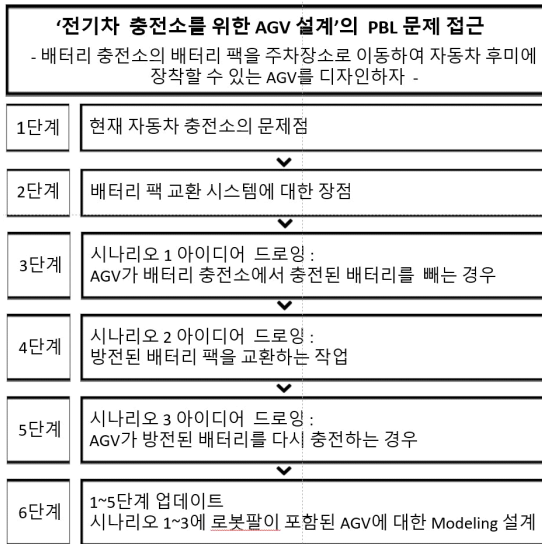 ‘전기차 충전소를 위한 AGV 설계’의 PBL 문제 접근
- 배터리 충전소의 배터리 팩을 주차장소로 이동하여 자동차 후미에
장착할 수 있는 AGV를 디자인하자 -
1단계
현재 자동차 충전소의 문제점
2단계
배터리 팩 교환 시스템에 대한 장점
3단계
시나리오 1 아이디어 드로잉 :
AGV가 배터리 충전소에서 충전된 배터리를 빼는 경우
4단계
시나리오 2 아이디어 드로잉 :
방전된 배터리 팩을 교환하는 작업
5단계
시나리오 3 아이디어 드로잉 :
AGV가 방전된 배터리를 다시 충전하는 경우
6단계
1~5단계 업데이트
시나리오 1~3에 로봇팔이 포함된 AGV에 대한 Modeling 설계